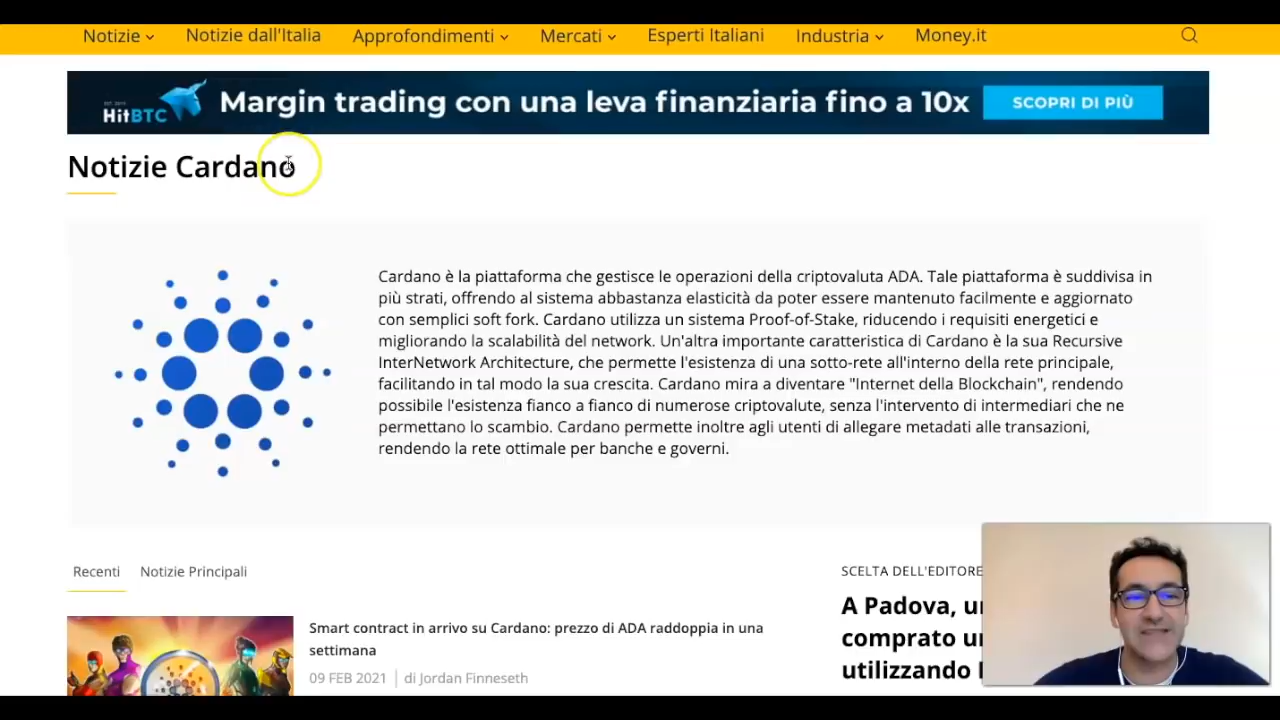 Notizie Notizie dall'Italia Approfondimenti Mercati Esperti Italiani Industria Money.it
EST. 2013
HitBTC Margin trading con una leva finanziaria fino a 10x SCOPRI DI PIÙ
Notizie Cardano
Cardano è la piattaforma che gestisce le operazioni della criptovaluta ADA. Tale piattaforma è suddivisa in
più strati, offrendo al sistema abbastanza elasticità da poter essere mantenuto facilmente e aggiornato
con semplici soft fork. Cardano utilizza un sistema Proof-of-Stake, riducendo i requisiti energetici e
migliorando la scalabilità del network. Un'altra importante caratteristica di Cardano è la sua Recursive
InterNetwork Architecture, che permette l'esistenza di una sotto-rete all'interno della rete principale,
facilitando in tal modo la sua crescita. Cardano mira a diventare "Internet della Blockchain", rendendo
possibile l'esistenza fianco a fianco di numerose criptovalute, senza l'intervento di intermediari che ne
permettano lo scambio. Cardano permette inoltre agli utenti di allegare metadati alle transazioni,
rendendo la rete ottimale per banche e governi.
Recenti Notizie Principali
Smart contract in arrivo su Cardano: prezzo di ADA raddoppia in una
settimana
09 FEB 2021 di Jordan Finneseth
SCELTA DELL'EDITORE
A Padova,
comprato
utilizzando